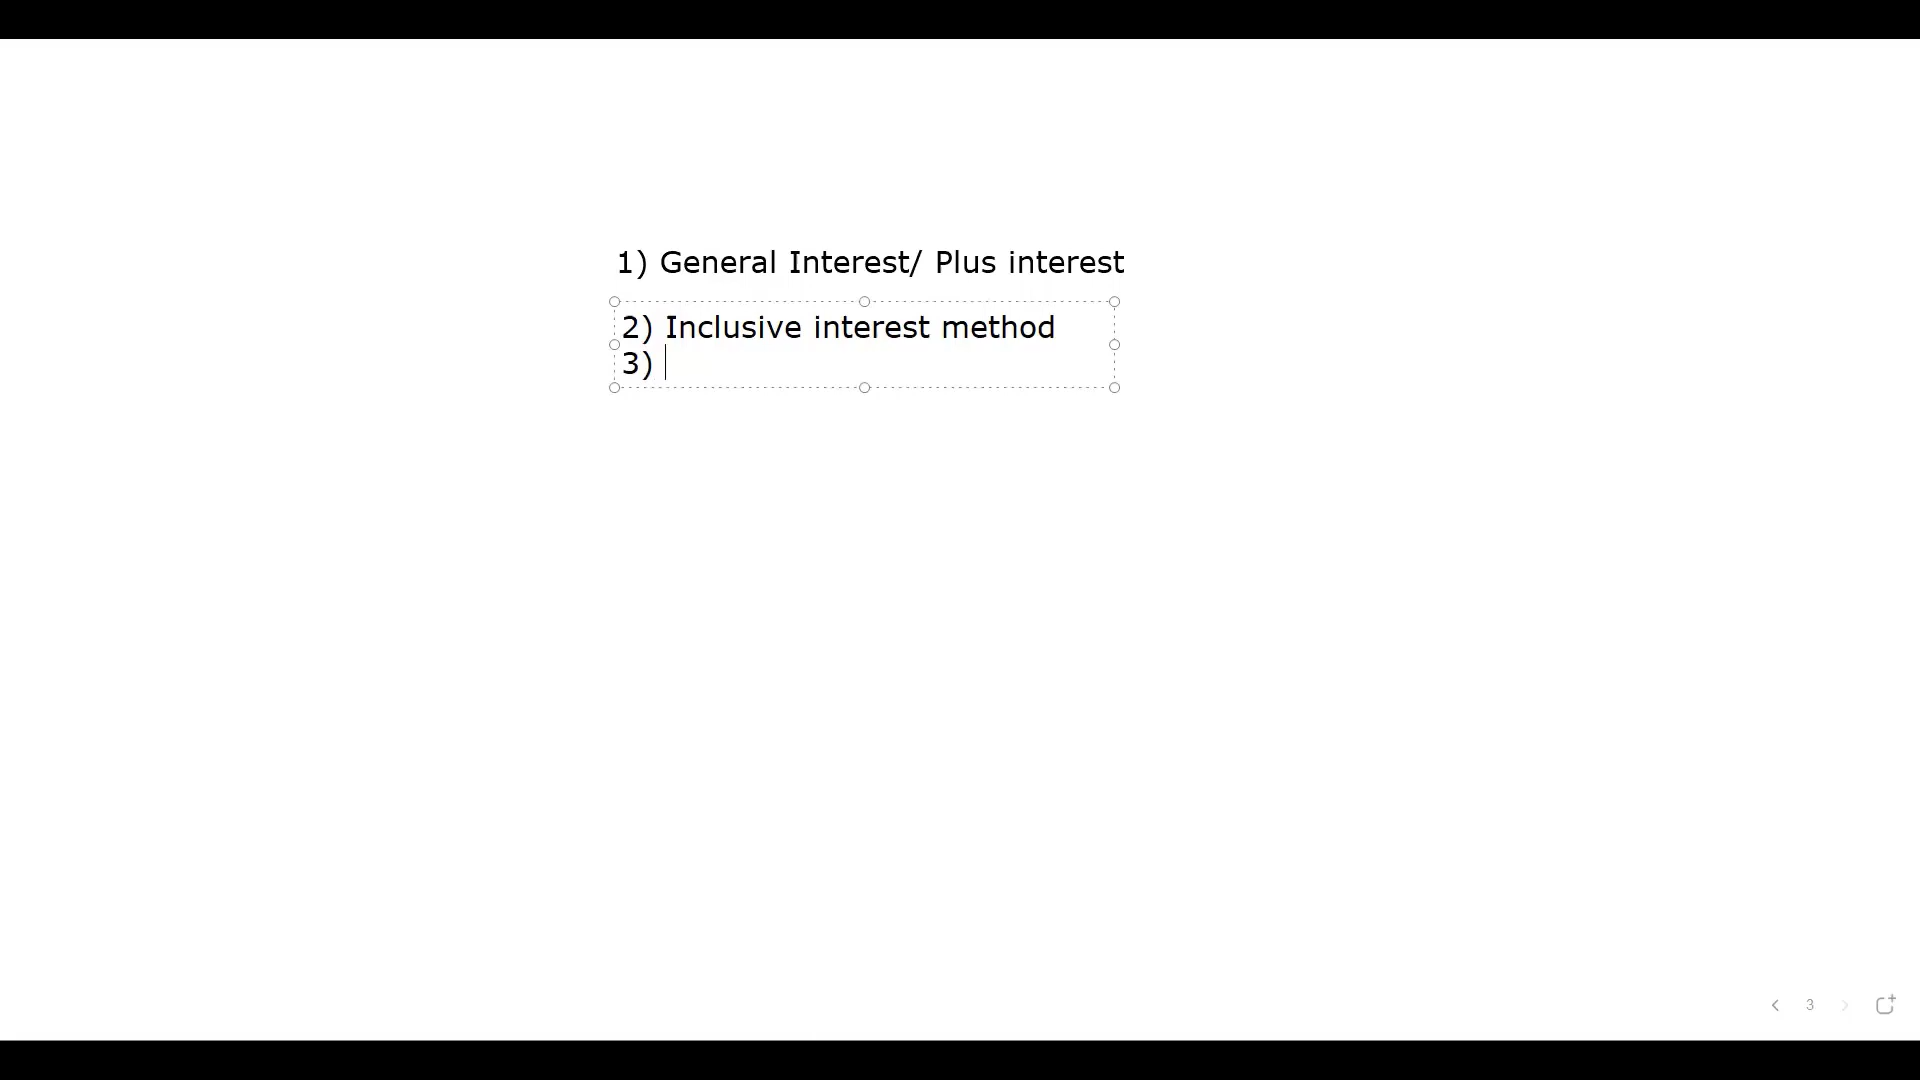 1) General Interest/ Plus interest
2) Inclusive interest method
3)
3